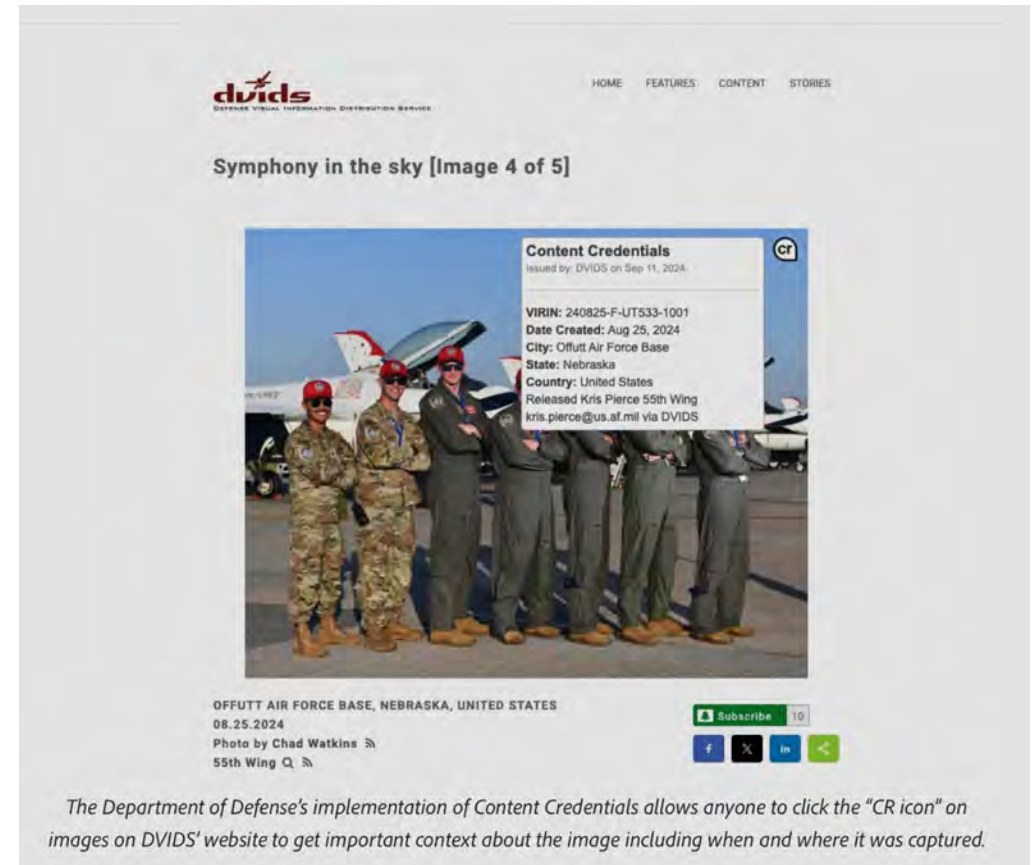 dvids
DEFENSE VISUAL INFORMATION DISTRIBUTION SERVICE
HOME FEATURES CONTENT STORIES
Symphony in the sky [Image 4 of 5]
cr
Content Credentials
Issued by: DVIDS on Sep 11, 2024
VIRIN: 240825-F-UT533-1001
Date Created: Aug 25, 2024
City: Offutt Air Force Base
State: Nebraska
Country: United States
Released Kris Pierce 55th Wing
kris.pierce@us.af.mil via DVIDS
OFFUTT AIR FORCE BASE, NEBRASKA, UNITED STATES
08.25.2024
Photo by Chad Watkins
55th Wing
Subscribe 10
f X in
The Department of Defense's implementation of Content Credentials allows anyone to click the "CR icon" on
images on DVIDS' website to get important context about the image including when and where it was captured.